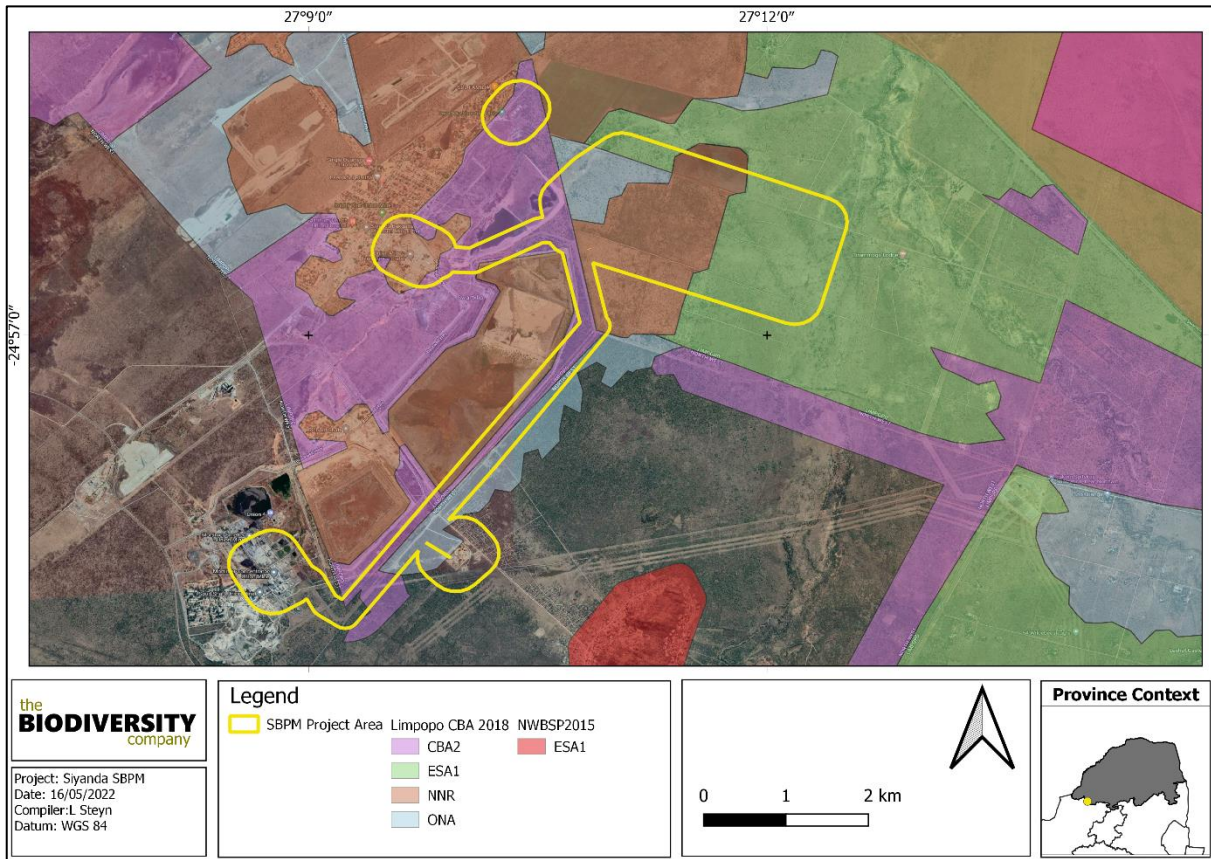 27°9'0"
27°12'0"
-24°57'0"
the
BIODIVERSITY
company
Project: Siyanda SBPM
Date: 16/05/2022
Compiler:L Steyn
Datum: WGS 84
Legend
SBPM Project Area
Limpopo CBA 2018
CBA2
ESA1
NNR
ONA
NWBSP2015
ESA1
0 1 2 km
Province Context